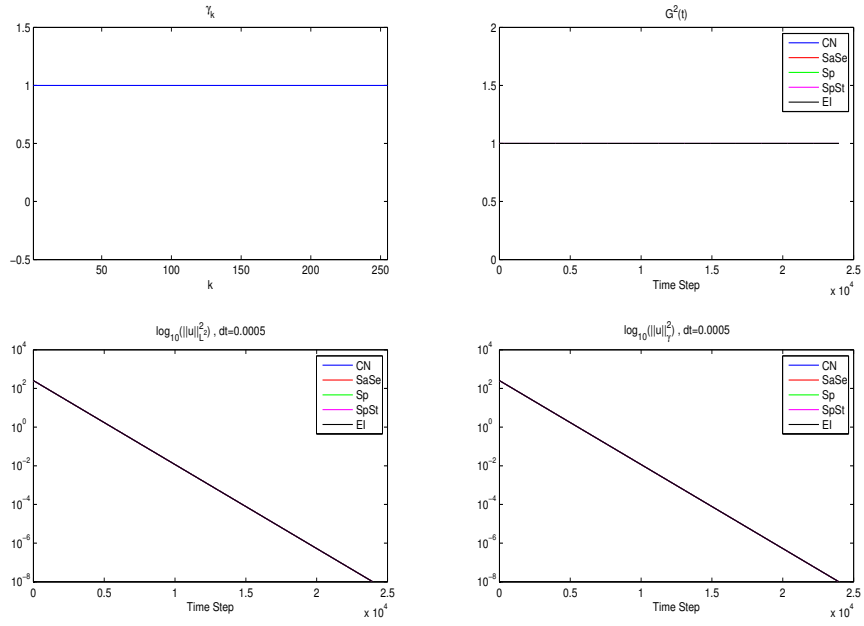 γk
1.5
1
0.5
0
−0.5
50
100
150
200
250
k
G²(t)
2
1.5
1
0.5
0
0
0.5
1
1.5
2
2.5
x 10⁴
Time Step
CN
SaSe
Sp
SpSt
EI
log₁₀(||u||²_L²) , dt=0.0005
10⁴
10²
10⁰
10⁻²
10⁻⁴
10⁻⁶
10⁻⁸
0
0.5
1
1.5
2
2.5
x 10⁴
Time Step
CN
SaSe
Sp
SpSt
EI
log₁₀(||u||²_γ) , dt=0.0005
10⁴
10²
10⁰
10⁻²
10⁻⁴
10⁻⁶
10⁻⁸
0
0.5
1
1.5
2
2.5
x 10⁴
Time Step
CN
SaSe
Sp
SpSt
EI